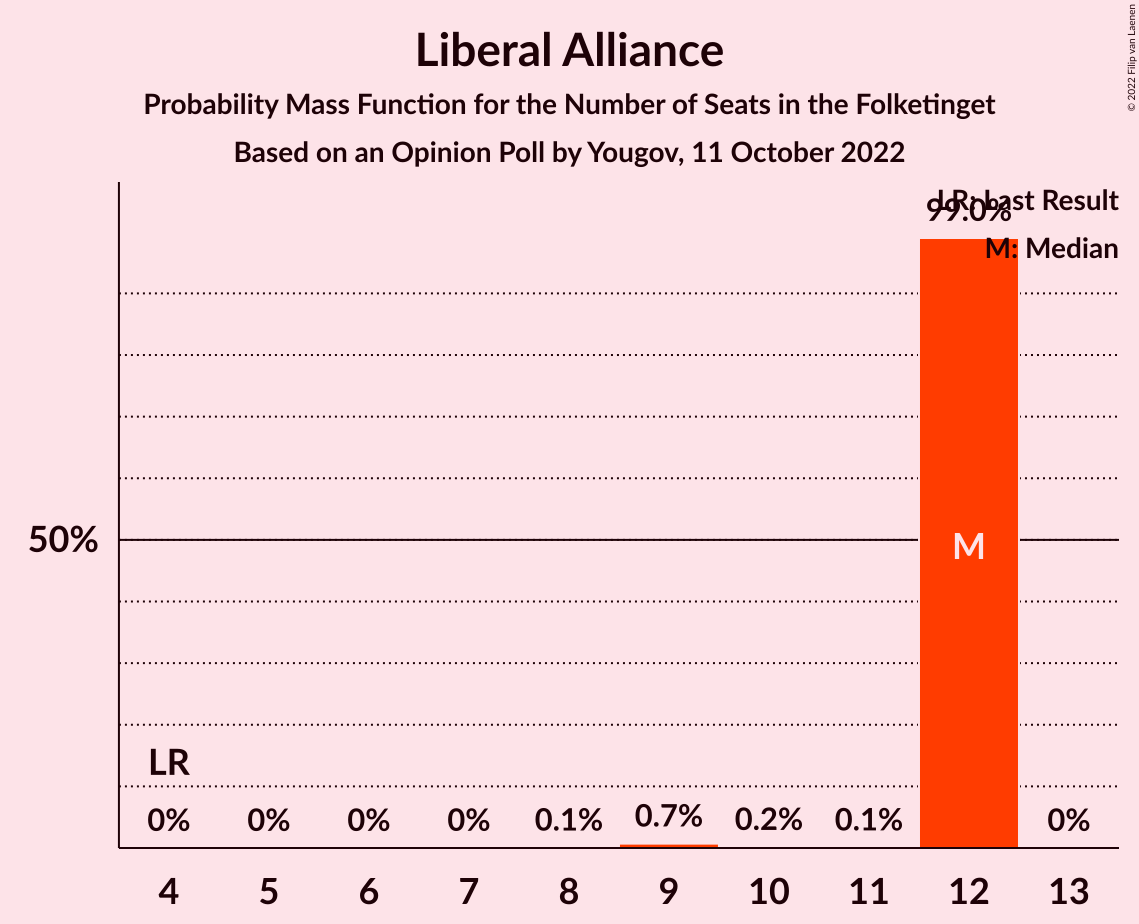 Liberal Alliance
Probability Mass Function for the Number of Seats in the Folketinget
Based on an Opinion Poll by Yougov, 11 October 2022
© 2022 Filip van Laenen
LR: Last Result
M: Median
99.0%
50%
M
LR
0%
0%
0%
0%
0.1%
0.7%
0.2%
0.1%
0%
4 5 6 7 8 9 10 11 12 13